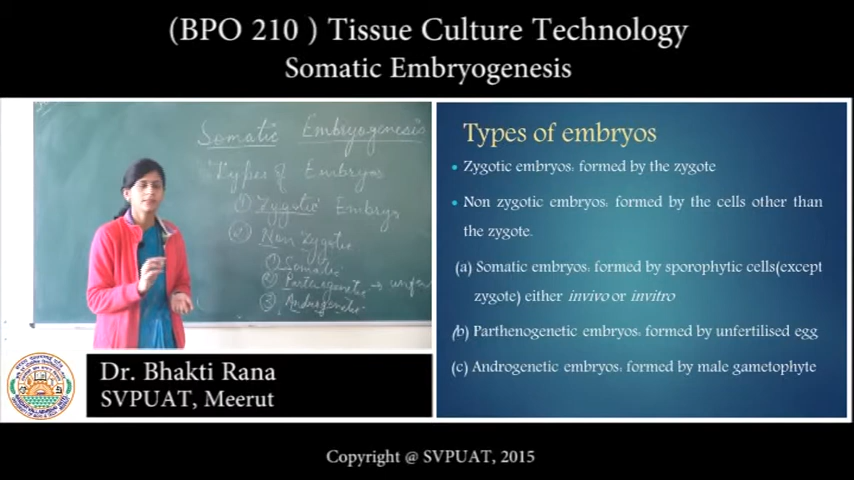 (BPO 210 ) Tissue Culture Technology
Somatic Embryogenesis
Somatic Embryogenesis
Types of Embryos
① Zygotic Embryo
② Non Zygotic
① Somatic
② Partenogenetic → unfer
③ Androgenetic
Types of embryos
• Zygotic embryos: formed by the zygote
• Non zygotic embryos: formed by the cells other than
the zygote.
(a) Somatic embryos: formed by sporophytic cells(except
zygote) either invivo or invitro
(b) Parthenogenetic embryos: formed by unfertilised egg
(c) Androgenetic embryos: formed by male gametophyte
Dr. Bhakti Rana
SVPUAT, Meerut
Copyright @ SVPUAT, 2015